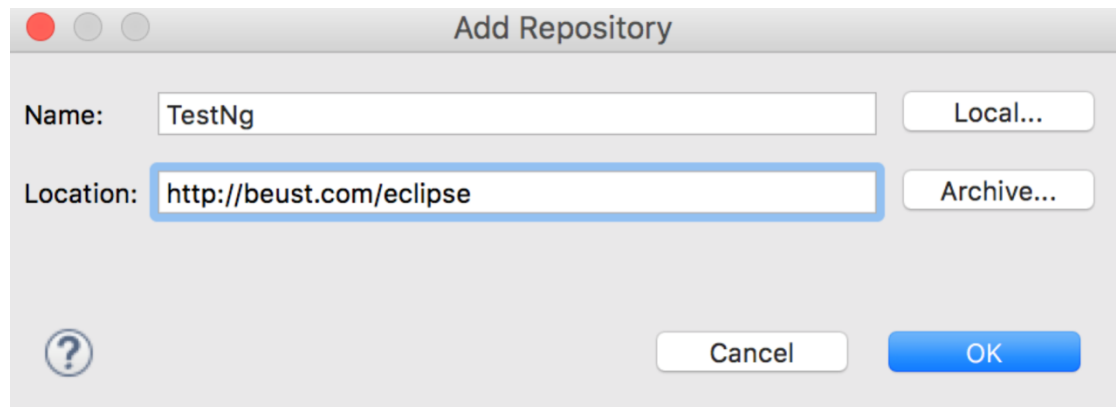 Add Repository
Name: TestNg Local...
Location: http://beust.com/eclipse Archive...
? Cancel OK